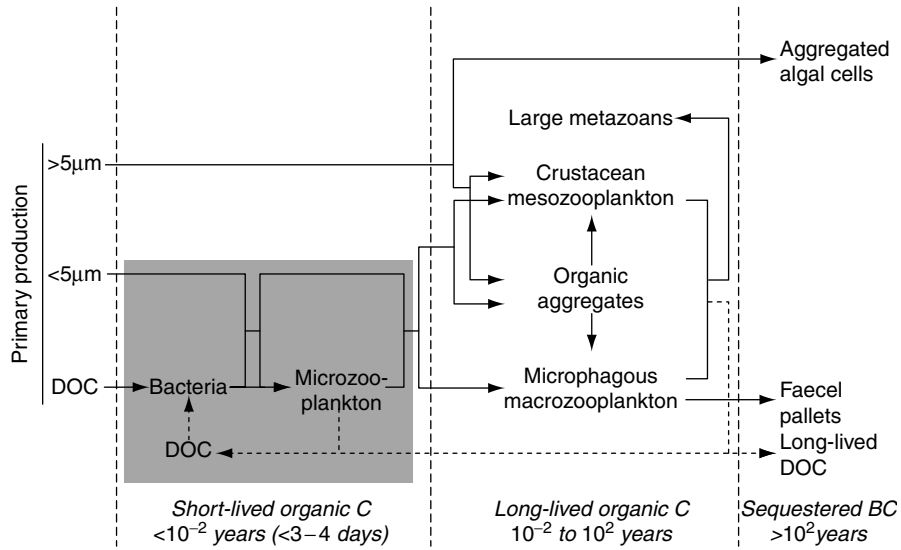 Aggregated
algal cells
Large metazoans
>5μm
Crustacean
mesozooplankton
Primary production
<5μm
Organic
aggregates
DOC
Bacteria
Microzoo-
plankton
Microphagous
macrozooplankton
Faecel
pallets
DOC
Long-lived
DOC
Short-lived organic C
<10⁻² years (<3–4 days)
Long-lived organic C
10⁻² to 10² years
Sequestered BC
>10² years